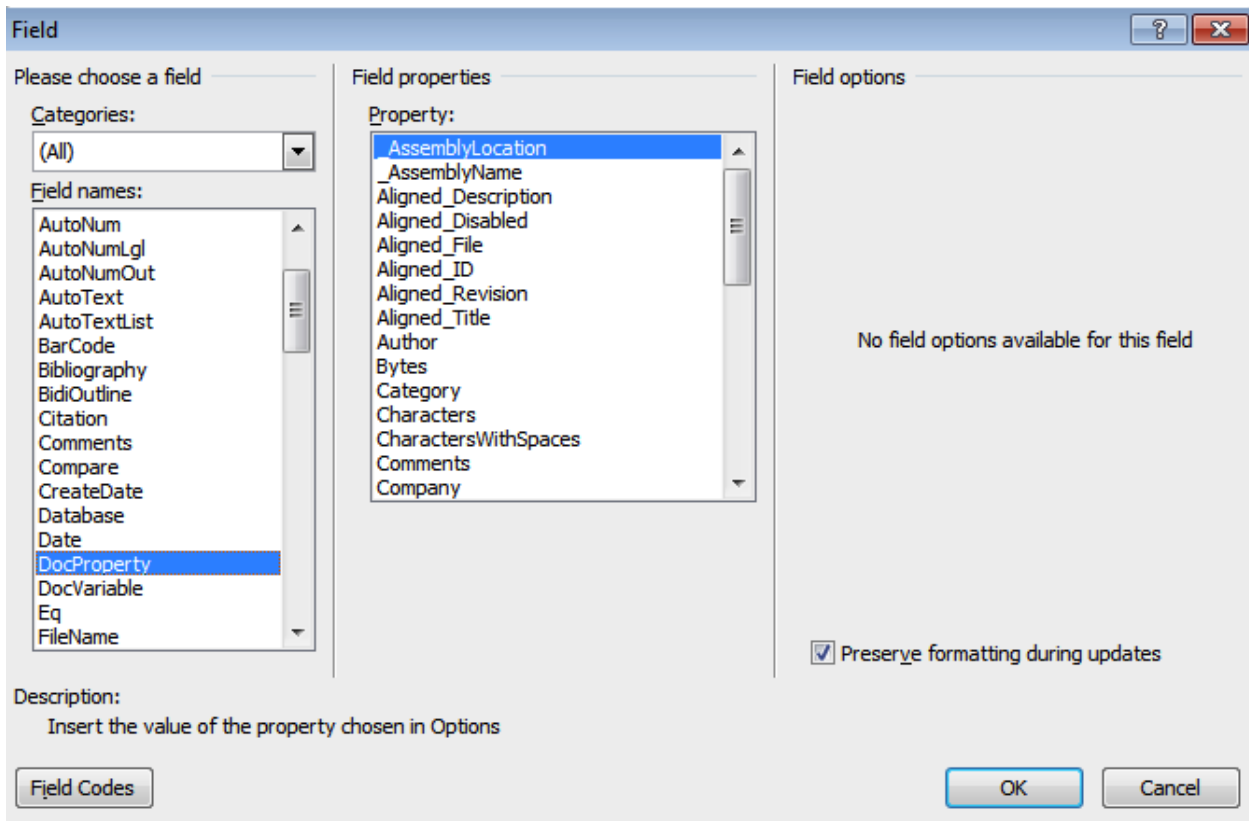 Field
Please choose a field
Categories:
(All)
Field names:
AutoNum
AutoNumLgl
AutoNumOut
AutoText
AutoTextList
BarCode
Bibliography
BidiOutline
Citation
Comments
Compare
CreateDate
Database
Date
DocProperty
DocVariable
Eq
FileName
Field properties
Property:
_AssemblyLocation
_AssemblyName
Aligned_Description
Aligned_Disabled
Aligned_File
Aligned_ID
Aligned_Revision
Aligned_Title
Author
Bytes
Category
Characters
CharactersWithSpaces
Comments
Company
Field options
No field options available for this field
Preserve formatting during updates
Description:
Insert the value of the property chosen in Options
Field Codes
OK
Cancel